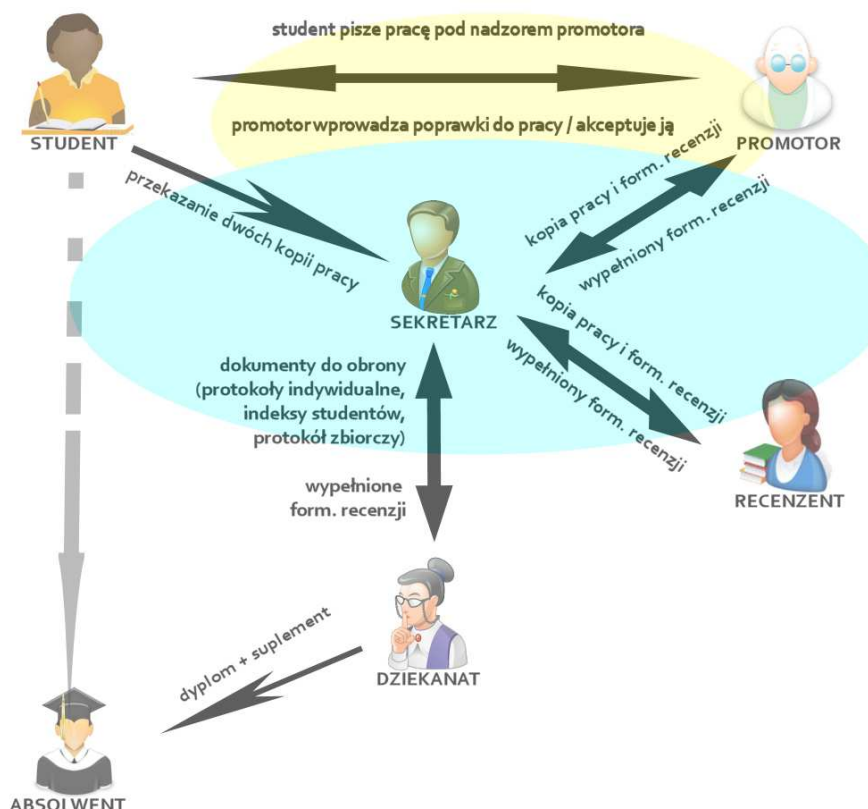 student pisze pracę pod nadzorem promotora
STUDENT
PROMOTOR
promotor wprowadza poprawki do pracy / akceptuje ją
przekazanie dwóch kopii pracy
kopia pracy i form. recenzji
wypełniony form. recenzji
SEKRETARZ
kopia pracy i form. recenzji
wypełniony form. recenzji
dokumenty do obrony
(protokoły indywidualne,
indeksy studentów,
protokół zbiorczy)
wypełnione
form. recenzji
RECENZENT
dyplom + suplement
DZIEKANAT
ABSOLWENT